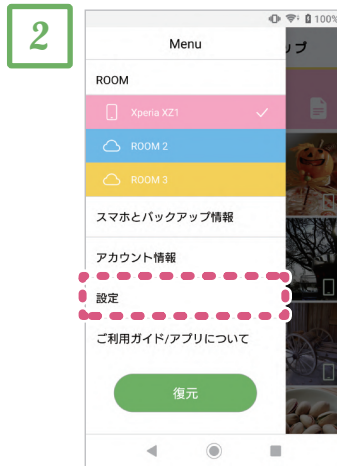 2
100%
Menu
ップ
ROOM
Xperia XZ1
ROOM 2
ROOM 3
スマホとバックアップ情報
アカウント情報
設定
ご利用ガイド/アプリについて
復元